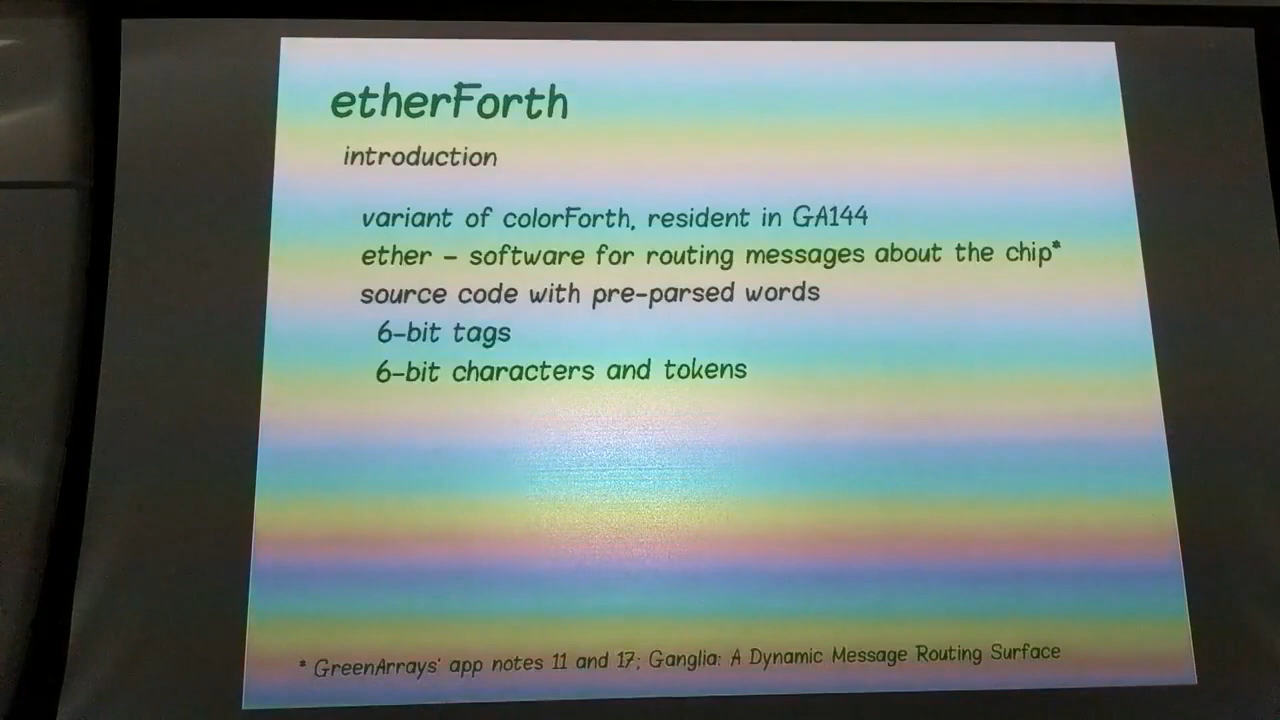 etherForth
introduction
variant of colorForth, resident in GA144
ether – software for routing messages about the chip*
source code with pre-parsed words
6-bit tags
6-bit characters and tokens
* GreenArrays' app notes 11 and 17; Ganglia: A Dynamic Message Routing Surface